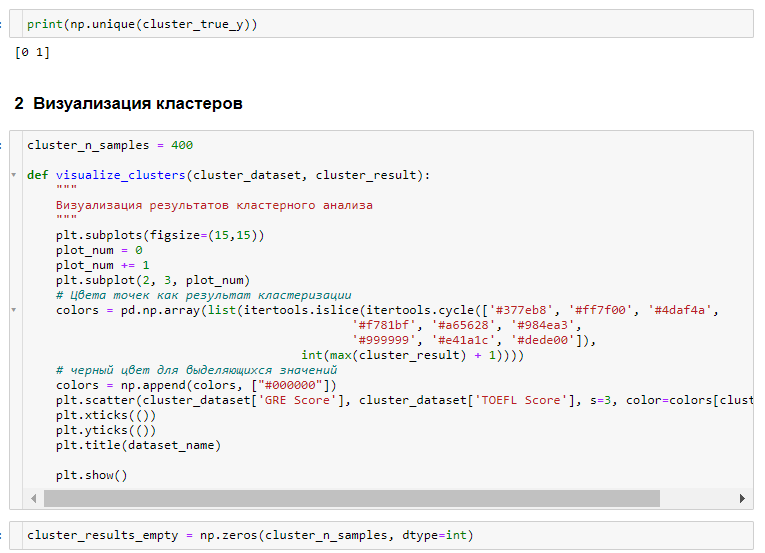 print(np.unique(cluster_true_y))
[0 1]
2 Визуализация кластеров
cluster_n_samples = 400
def visualize_clusters(cluster_dataset, cluster_result):
"""
Визуализация результатов кластерного анализа
"""
plt.subplots(figsize=(15,15))
plot_num = 0
plot_num += 1
plt.subplot(2, 3, plot_num)
# Цвета точек как результат кластеризации
colors = pd.np.array(list(itertools.islice(itertools.cycle(['#377eb8', '#ff7f00', '#4daf4a',
'#f781bf', '#a65628', '#984ea3',
'#999999', '#e41a1c', '#dede00']),
int(max(cluster_result) + 1))))
# черный цвет для выделяющихся значений
colors = np.append(colors, ["#000000"])
plt.scatter(cluster_dataset['GRE Score'], cluster_dataset['TOEFL Score'], s=3, color=colors[clust
plt.xticks(())
plt.yticks(())
plt.title(dataset_name)
plt.show()
cluster_results_empty = np.zeros(cluster_n_samples, dtype=int)